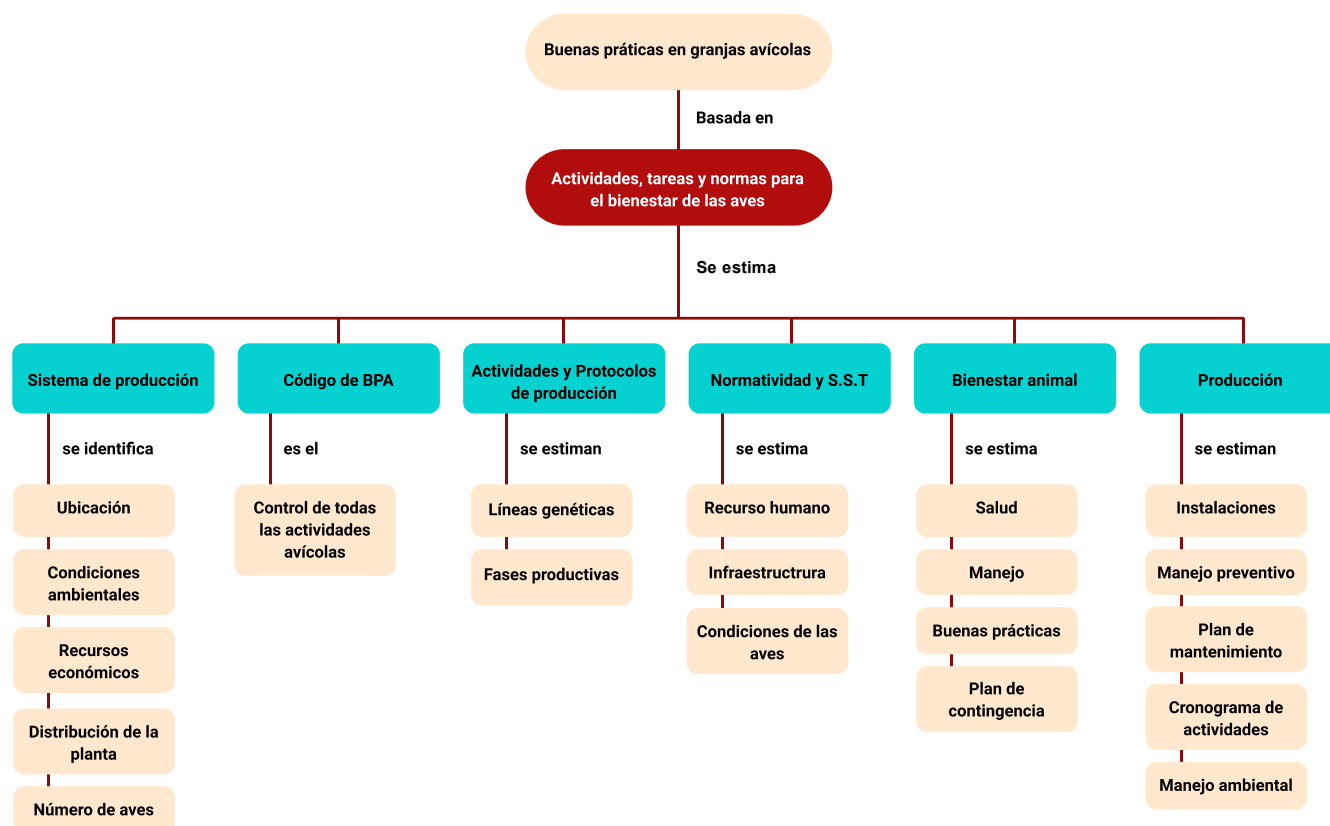 Buenas práticas en granjas avícolas
Basada en
Actividades, tareas y normas para
el bienestar de las aves
Se estima
Sistema de producción
se identifica
Ubicación
Condiciones
ambientales
Recursos
económicos
Distribución de la
planta
Número de aves
Código de BPA
es el
Control de todas
las actividades
avícolas
Actividades y Protocolos
de producción
se estiman
Líneas genéticas
Fases productivas
Normatividad y S.S.T
se estima
Recurso humano
Infraestructrura
Condiciones de las
aves
Bienestar animal
se estima
Salud
Manejo
Buenas prácticas
Plan de
contingencia
Producción
se estiman
Instalaciones
Manejo preventivo
Plan de
mantenimiento
Cronograma de
actividades
Manejo ambiental